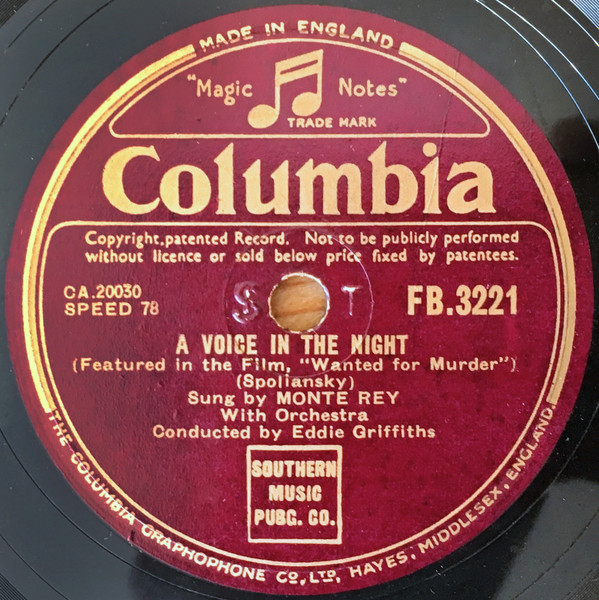 MADE IN ENGLAND
"Magic Notes"
TRADE MARK
Columbia
Copyright, patented Record. Not to be publicly performed
without licence or sold below price fixed by patentees.
CA.20030
SPEED 78
S T
FB.3221
A VOICE IN THE NIGHT
(Featured in the Film, "Wanted for Murder")
(Spoliansky)
Sung by MONTE REY
With Orchestra
Conducted by Eddie Griffiths
SOUTHERN
MUSIC
PUBG. CO.
THE COLUMBIA GRAPHOPHONE CO., LTD, HAYES, MIDDLESEX, ENGLAND.